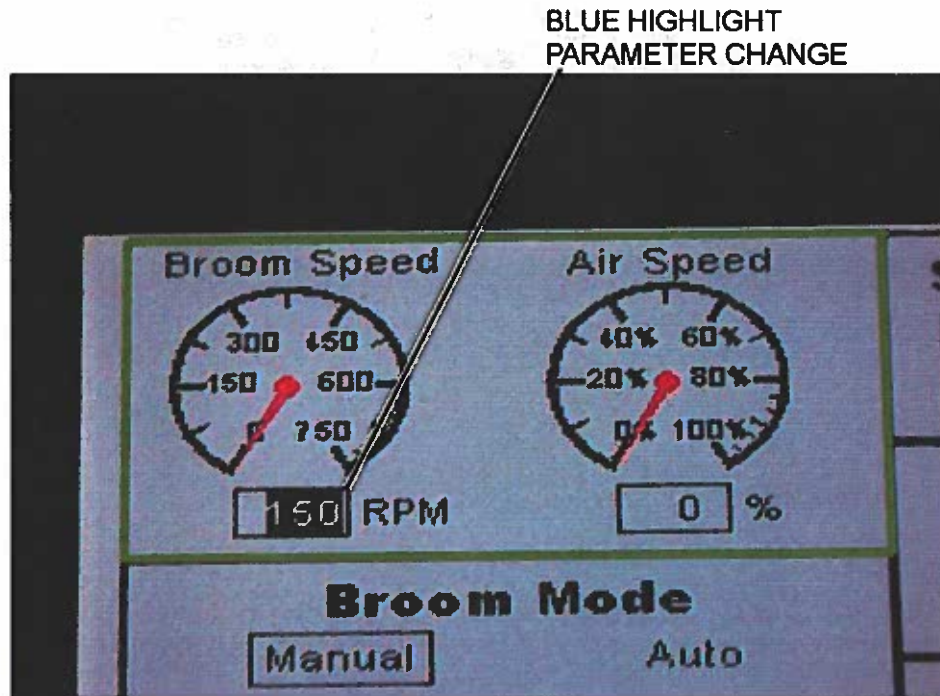 BLUE HIGHLIGHT
PARAMETER CHANGE
Broom Speed
Air Speed
300 450
150 600
0 750
40% 60%
20% 80%
0% 100%
150 RPM
0 %
Broom Mode
Manual
Auto